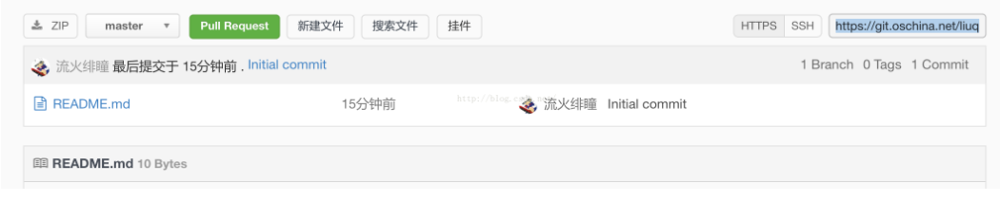 ZIP master Pull Request 新建文件 搜索文件 挂件 HTTPS SSH https://git.oschina.net/liuq
流火绯瞳 最后提交于 15分钟前 . Initial commit 1 Branch 0 Tags 1 Commit
README.md 15分钟前 流火绯瞳 Initial commit
README.md 10 Bytes